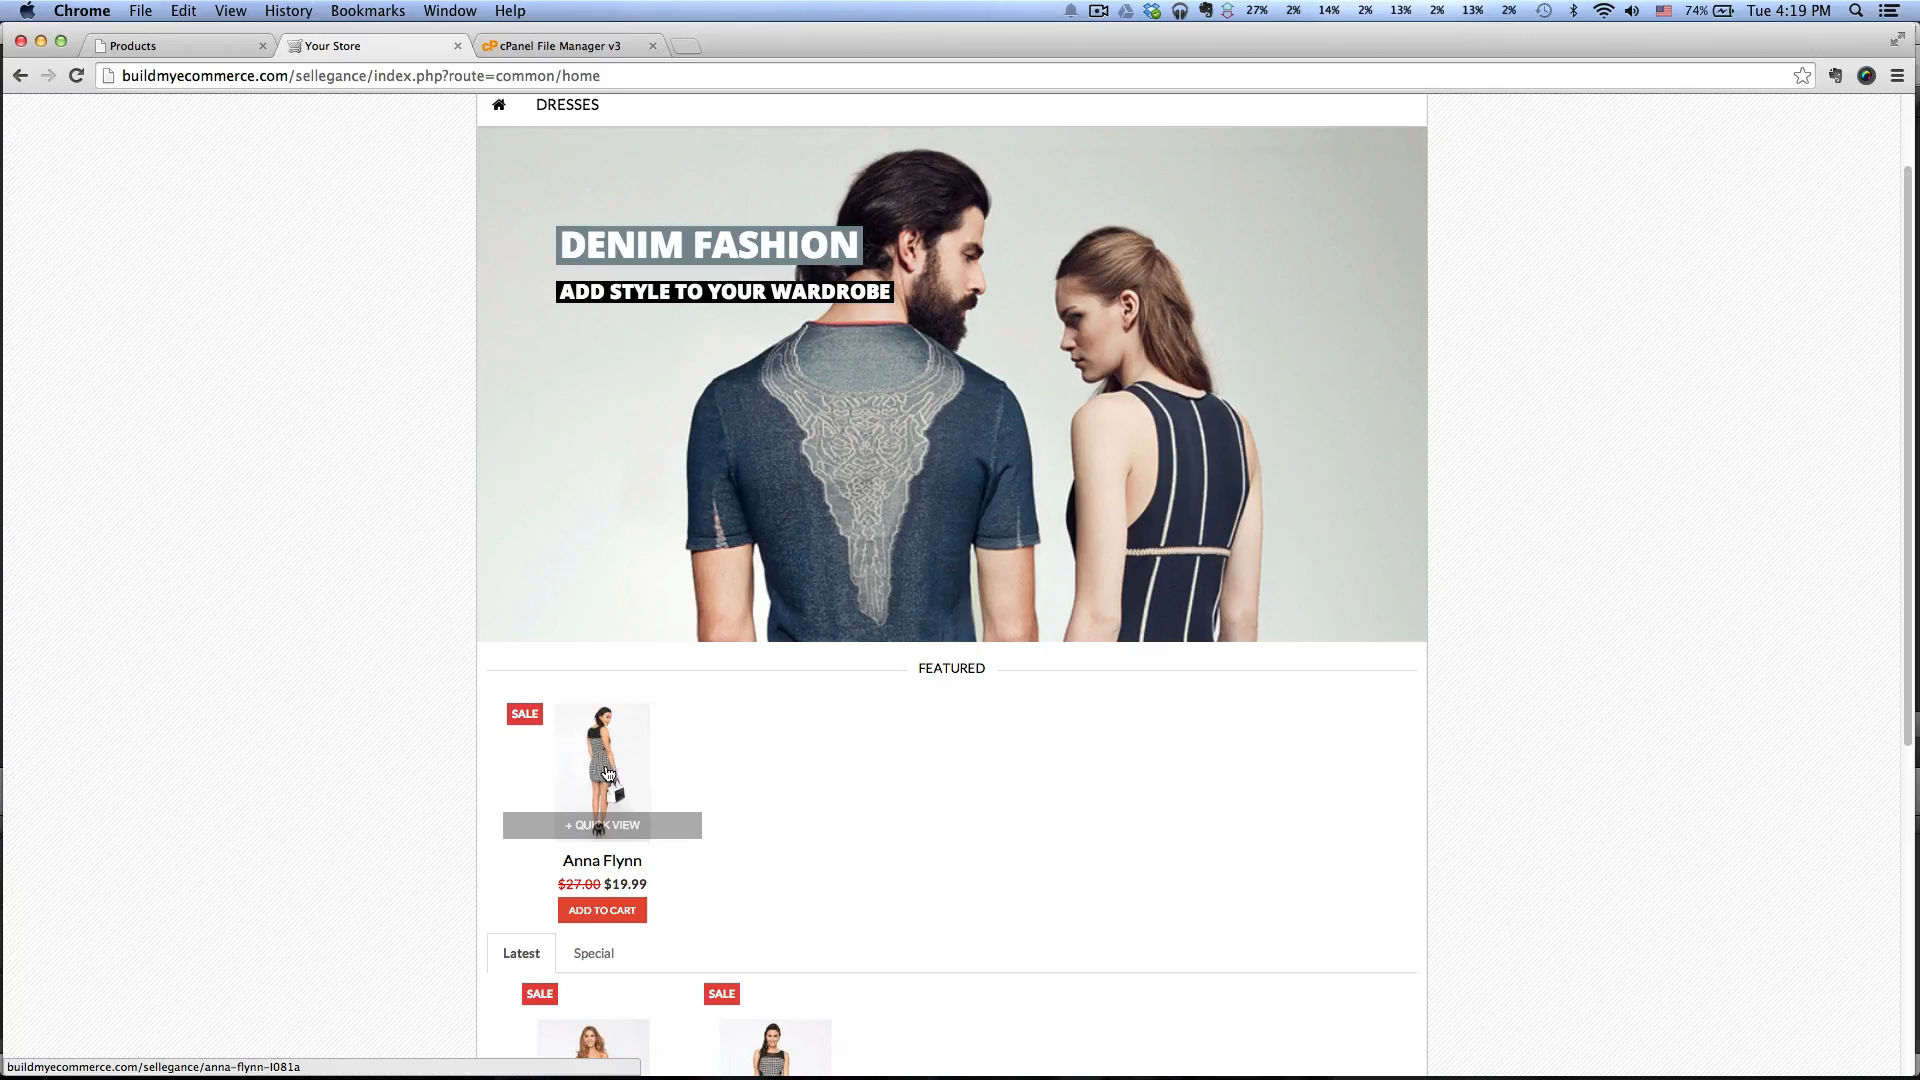 Chrome File Edit View History Bookmarks Window Help 27% 2% 14% 2% 13% 2% 13% 2% 74% Tue 4:19 PM
Products Your Store cPanel File Manager v3
buildmyecommerce.com/sellegance/index.php?route=common/home
DRESSES
DENIM FASHION
ADD STYLE TO YOUR WARDROBE
FEATURED
SALE
+ QUICK VIEW
Anna Flynn
$27.00 $19.99
ADD TO CART
Latest Special
SALE SALE
buildmyecommerce.com/sellegance/anna-flynn-l081a